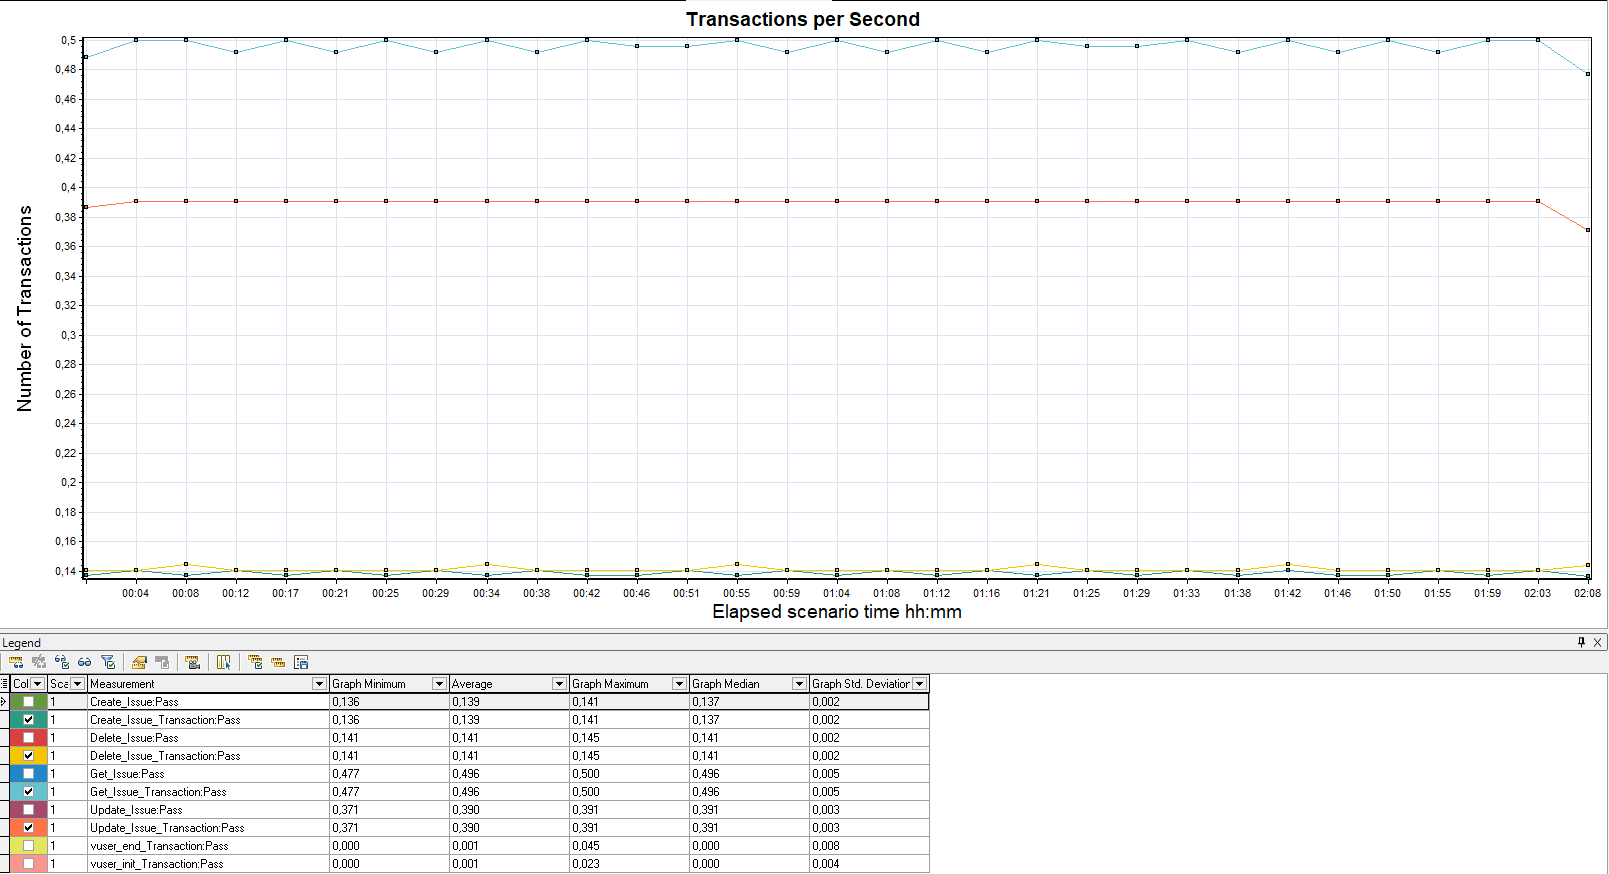 Transactions per Second
Number of Transactions
0,5
0,48
0,46
0,44
0,42
0,4
0,38
0,36
0,34
0,32
0,3
0,28
0,26
0,24
0,22
0,2
0,18
0,16
0,14
00:04 00:08 00:12 00:17 00:21 00:25 00:29 00:34 00:38 00:42 00:46 00:51 00:55 00:59 01:04 01:08 01:12 01:16 01:21 01:25 01:29 01:33 01:38 01:42 01:46 01:50 01:55 01:59 02:03 02:08
Elapsed scenario time hh:mm
Legend
Col Sca Measurement Graph Minimum Average Graph Maximum Graph Median Graph Std. Deviation
1 Create_Issue:Pass 0,136 0,139 0,141 0,137 0,002
1 Create_Issue_Transaction:Pass 0,136 0,139 0,141 0,137 0,002
1 Delete_Issue:Pass 0,141 0,141 0,145 0,141 0,002
1 Delete_Issue_Transaction:Pass 0,141 0,141 0,145 0,141 0,002
1 Get_Issue:Pass 0,477 0,496 0,500 0,496 0,005
1 Get_Issue_Transaction:Pass 0,477 0,496 0,500 0,496 0,005
1 Update_Issue:Pass 0,371 0,390 0,391 0,391 0,003
1 Update_Issue_Transaction:Pass 0,371 0,390 0,391 0,391 0,003
1 vuser_end_Transaction:Pass 0,000 0,001 0,045 0,000 0,008
1 vuser_init_Transaction:Pass 0,000 0,001 0,023 0,000 0,004